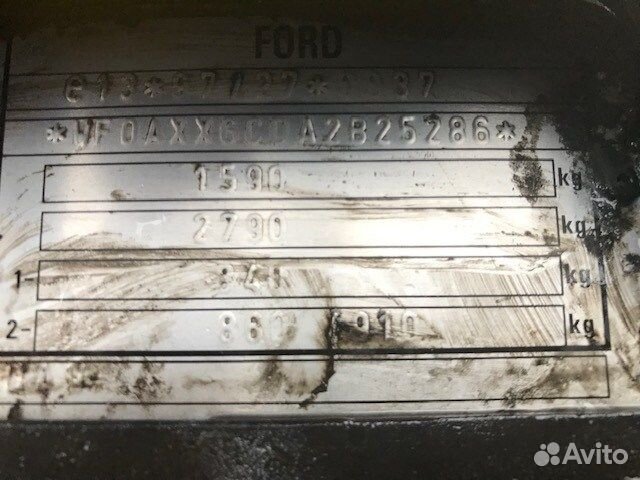 FORD
*WF0AXXGCDA2B25286*
1590 kg
2790 kg
1- kg
2- 860 kg
Avito